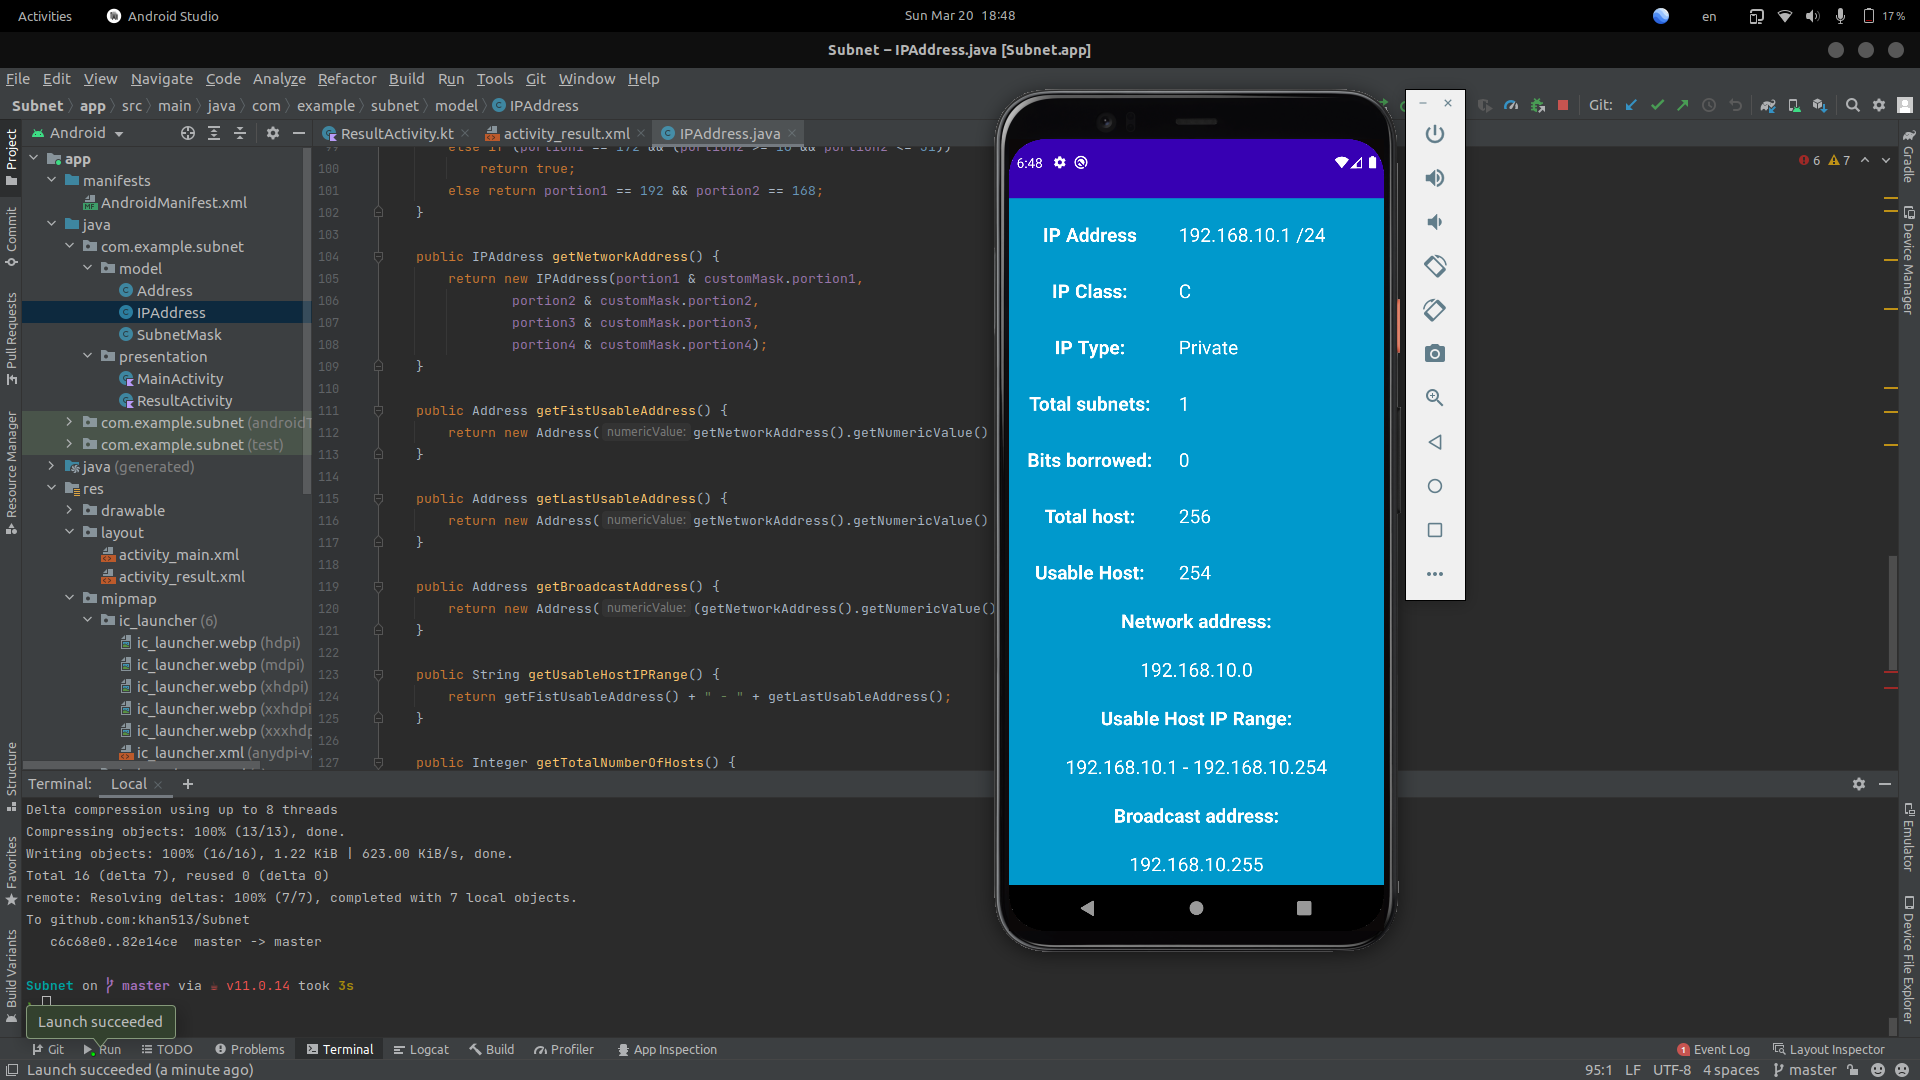 Activities
Android Studio
Sun Mar 20 18:48
en
17 %
Subnet – IPAddress.java [Subnet.app]
File Edit View Navigate Code Analyze Refactor Build Run Tools Git Window Help
Subnet app src main java com example subnet model IPAddress
Git:
Android
ResultActivity.kt
activity_result.xml
IPAddress.java
Project
Commit
Pull Requests
Resource Manager
Structure
Favorites
Build Variants
app
manifests
AndroidManifest.xml
java
com.example.subnet
model
Address
IPAddress
SubnetMask
presentation
MainActivity
ResultActivity
com.example.subnet (android
com.example.subnet (test)
java (generated)
res
drawable
layout
activity_main.xml
activity_result.xml
mipmap
ic_launcher (6)
ic_launcher.webp (hdpi)
ic_launcher.webp (mdpi)
ic_launcher.webp (xhdpi)
ic_launcher.webp (xxhdpi
ic_launcher.webp (xxxhdp
ic_launcher.xml (anydpi-v
99 else if (portion1 == 172 && (portion2 >= 16 && portion2 <= 31))
100 return true;
101 else return portion1 == 192 && portion2 == 168;
102 }
103
104 public IPAddress getNetworkAddress() {
105 return new IPAddress(portion1 & customMask.portion1,
106 portion2 & customMask.portion2,
107 portion3 & customMask.portion3,
108 portion4 & customMask.portion4);
109 }
110
111 public Address getFistUsableAddress() {
112 return new Address( numericValue: getNetworkAddress().getNumericValue()
113 }
114
115 public Address getLastUsableAddress() {
116 return new Address( numericValue: getNetworkAddress().getNumericValue()
117 }
118
119 public Address getBroadcastAddress() {
120 return new Address( numericValue: (getNetworkAddress().getNumericValue()
121 }
122
123 public String getUsableHostIPRange() {
124 return getFistUsableAddress() + " - " + getLastUsableAddress();
125 }
126
127 public Integer getTotalNumberOfHosts() {
6 7
Gradle
Device Manager
Emulator
Device File Explorer
6:48
IP Address 192.168.10.1 /24
IP Class: C
IP Type: Private
Total subnets: 1
Bits borrowed: 0
Total host: 256
Usable Host: 254
Network address:
192.168.10.0
Usable Host IP Range:
192.168.10.1 - 192.168.10.254
Broadcast address:
192.168.10.255
Terminal: Local
Delta compression using up to 8 threads
Compressing objects: 100% (13/13), done.
Writing objects: 100% (16/16), 1.22 KiB | 623.00 KiB/s, done.
Total 16 (delta 7), reused 0 (delta 0)
remote: Resolving deltas: 100% (7/7), completed with 7 local objects.
To github.com:khan513/Subnet
c6c68e0..82e14ce master -> master
Subnet on master via v11.0.14 took 3s
Launch succeeded
Git Run TODO Problems Terminal Logcat Build Profiler App Inspection
1 Event Log Layout Inspector
Launch succeeded (a minute ago)
95:1 LF UTF-8 4 spaces master